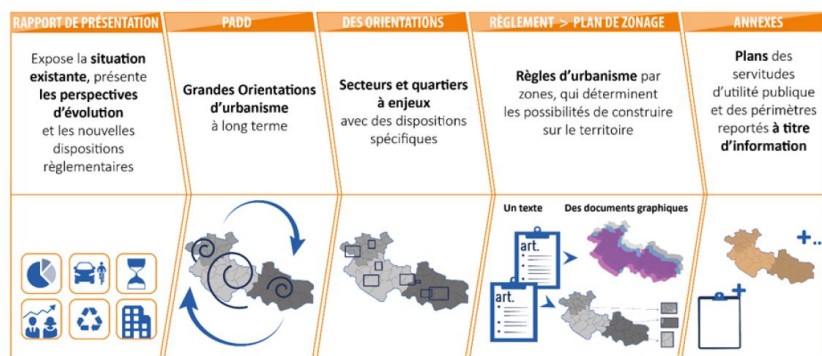 RAPPORT DE PRÉSENTATION
Expose la situation
existante, présente
les perspectives
d'évolution
et les nouvelles
dispositions
règlementaires
PADD
Grandes Orientations
d'urbanisme
à long terme
DES ORIENTATIONS
Secteurs et quartiers
à enjeux
avec des dispositions
spécifiques
RÈGLEMENT > PLAN DE ZONAGE
Règles d'urbanisme par
zones, qui déterminent
les possibilités de construire
sur le territoire
Un texte
Des documents graphiques
art.
art.
ANNEXES
Plans des
servitudes
d'utilité publique
et des périmètres
reportés à titre
d'information
+...
+